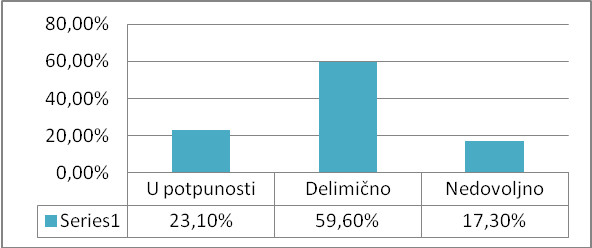 80,00%
60,00%
40,00%
20,00%
0,00%
U potpunosti Delimično Nedovoljno
Series1 23,10% 59,60% 17,30%